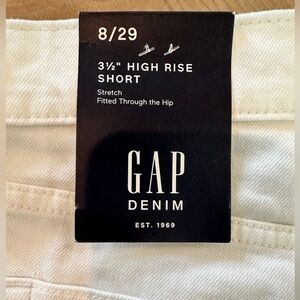 8/29
3½" HIGH RISE
SHORT
Stretch
Fitted Through the Hip
GAP
DENIM
EST. 1969